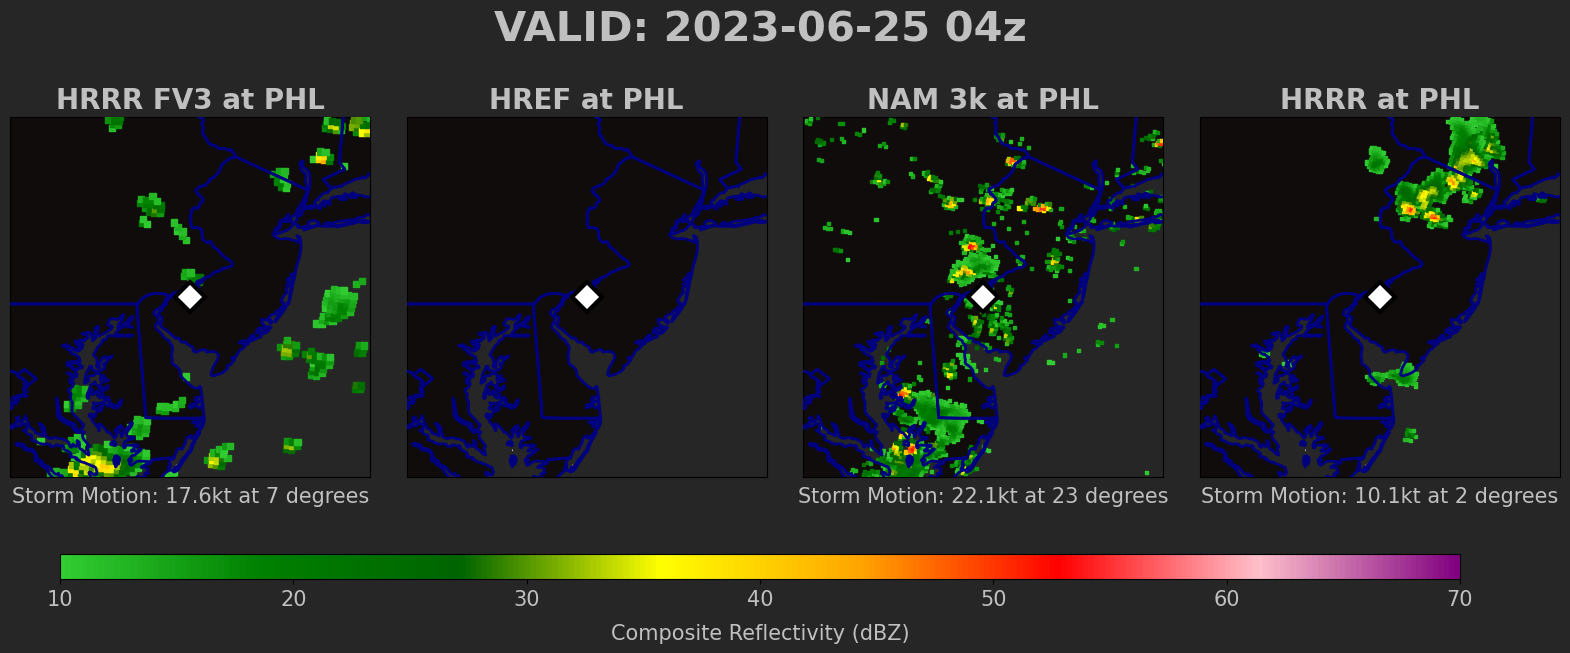 VALID: 2023-06-25 04z
HRRR FV3 at PHL
HREF at PHL
NAM 3k at PHL
HRRR at PHL
Storm Motion: 17.6kt at 7 degrees
Storm Motion: 22.1kt at 23 degrees
Storm Motion: 10.1kt at 2 degrees
10 20 30 40 50 60 70
Composite Reflectivity (dBZ)